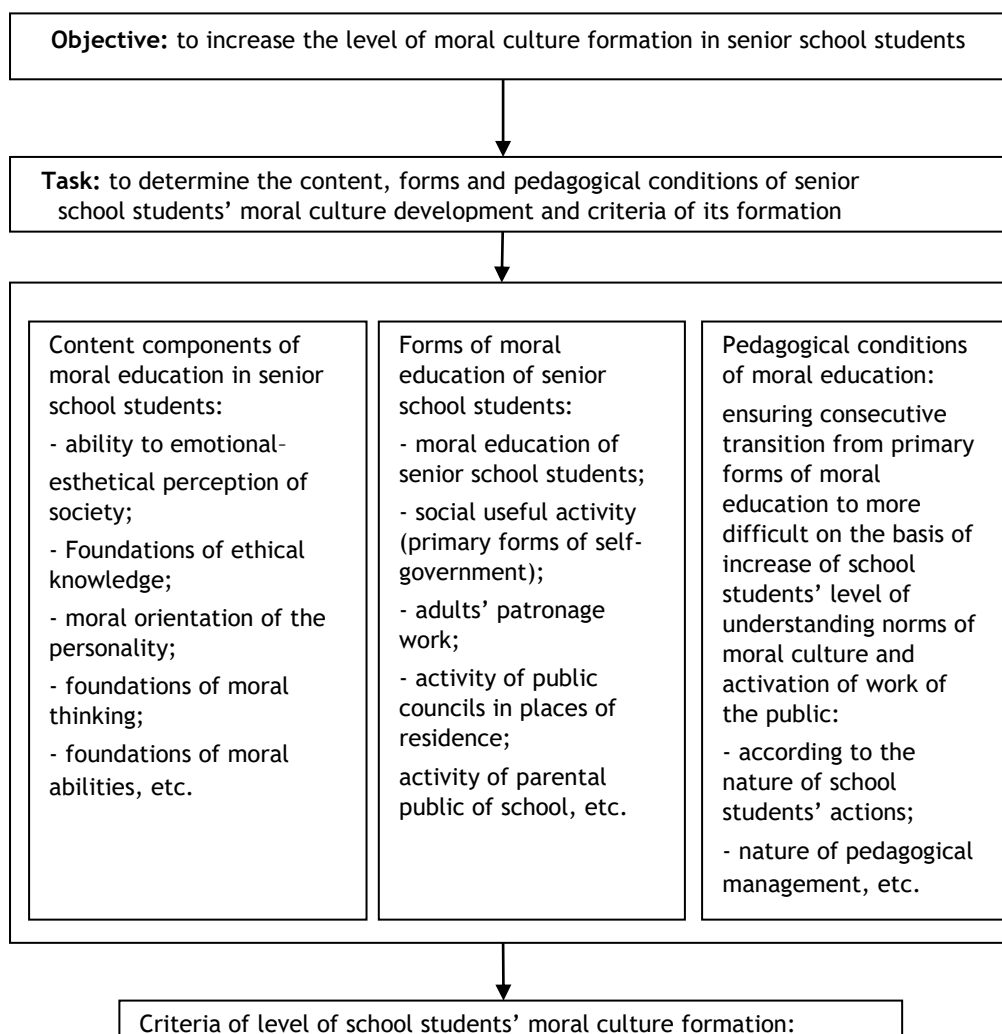 Objective: to increase the level of moral culture formation in senior school students
Task: to determine the content, forms and pedagogical conditions of senior
school students’ moral culture development and criteria of its formation
Content components of
moral education in senior
school students:
- ability to emotional–
esthetical perception of
society;
- Foundations of ethical
knowledge;
- moral orientation of the
personality;
- foundations of moral
thinking;
- foundations of moral
abilities, etc.
Forms of moral
education of senior
school students:
- moral education of
senior school students;
- social useful activity
(primary forms of self-
government);
- adults’ patronage
work;
- activity of public
councils in places of
residence;
activity of parental
public of school, etc.
Pedagogical conditions
of moral education:
ensuring consecutive
transition from primary
forms of moral
education to more
difficult on the basis of
increase of school
students’ level of
understanding norms of
moral culture and
activation of work of
the public:
- according to the
nature of school
students’ actions;
- nature of pedagogical
management, etc.
Criteria of level of school students’ moral culture formation: